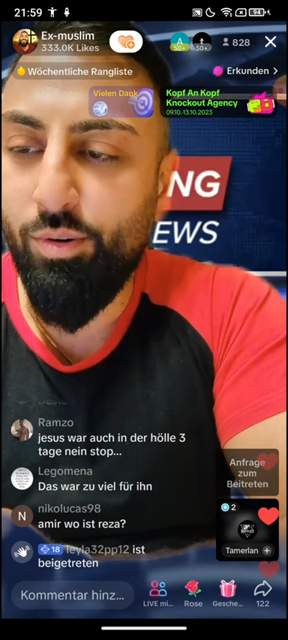 21:59
94
Ex-muslim
333.0K Likes
50+
30+
828
Wöchentliche Rangliste
Erkunden >
Vielen Dank
Kopf An Kopf
Knockout Agency
09.10.-13.10.2023
NG
EWS
Ramzo
jesus war auch in der hölle 3
tage nein stop...
Legomena
Das war zu viel für ihn
N
nikolucas98
amir wo ist reza?
18 leyla32pp12 ist
beigetreten
Anfrage
zum
Beitreten
2
Tamerlan +
Kommentar hinz...
LIVE mi...
Rose
Gesche...
122